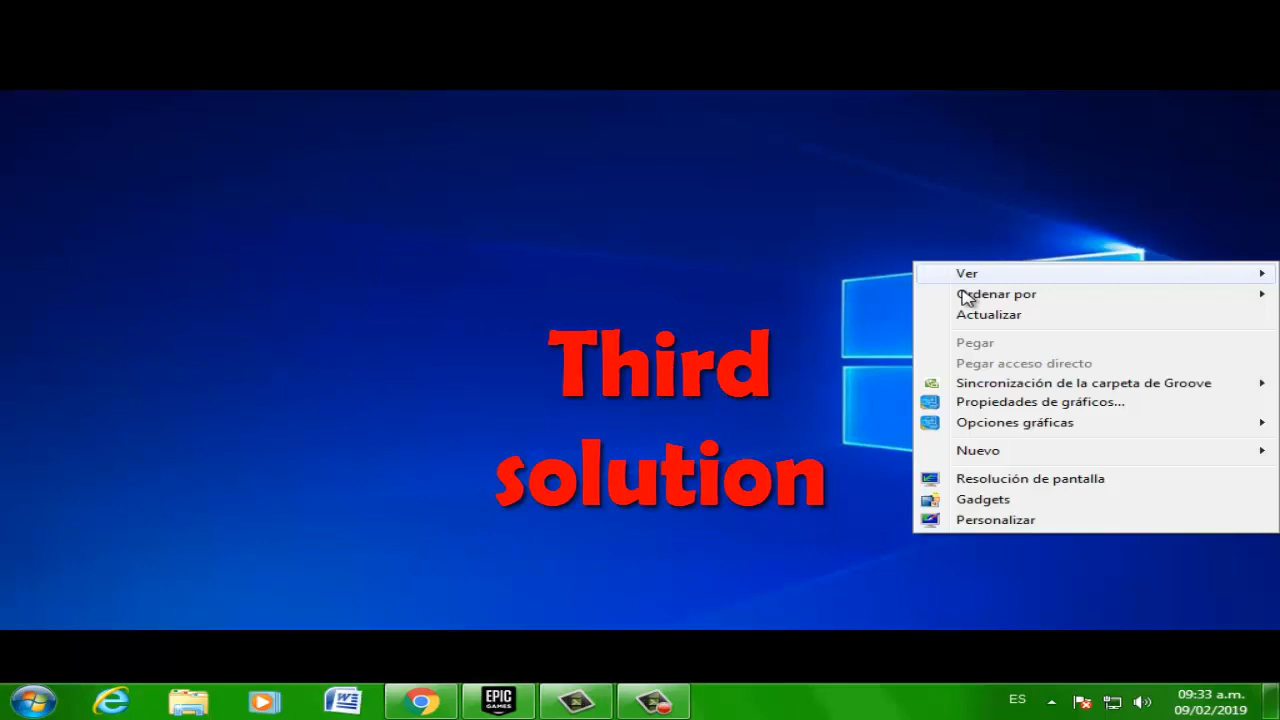 Third
solution
Ver
Ordenar por
Actualizar
Pegar
Pegar acceso directo
Sincronización de la carpeta de Groove
Propiedades de gráficos...
Opciones gráficas
Nuevo
Resolución de pantalla
Gadgets
Personalizar
EPIC
GAMES
ES
09:33 a.m.
09/02/2019